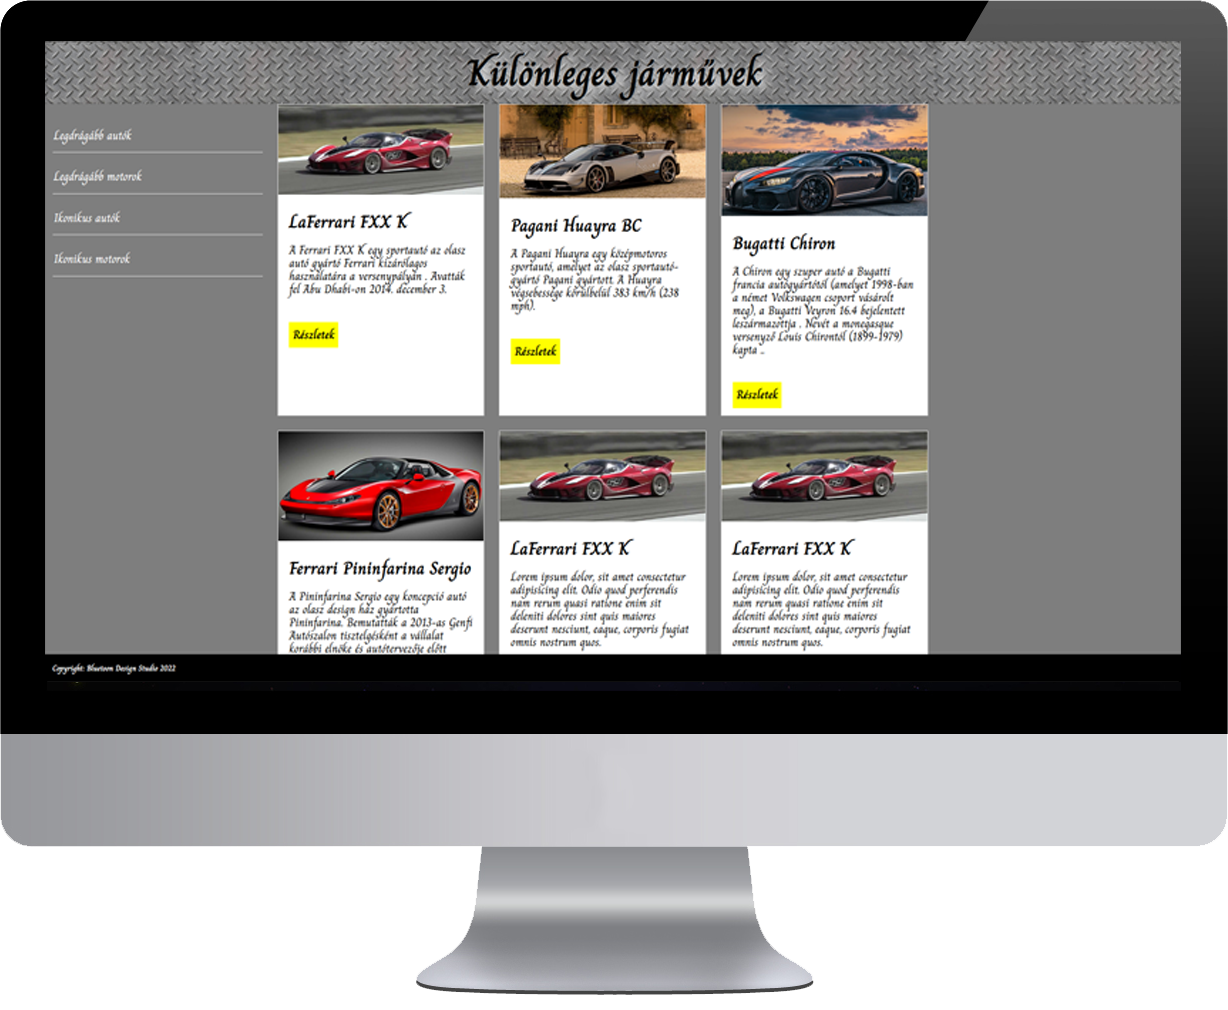 Különleges járművek
Legdrágább autók
Legdrágább motorok
Ikonikus autók
Ikonikus motorok
LaFerrari FXX K
A Ferrari FXX K egy sportautó az olasz
autó gyártó Ferrari kizárólagos
használatára a versenypályán . Avatták
fel Abu Dhabi-on 2014. december 3.
Részletek
Pagani Huayra BC
A Pagani Huayra egy középmotoros
sportautó, amelyet az olasz sportautó-
gyártó Pagani gyártott. A Huayra
végsebessége körülbelül 383 km/h (238
mph).
Részletek
Bugatti Chiron
A Chiron egy szuper autó a Bugatti
francia autógyártótól (amelyet 1998-ban
a német Volkswagen csoport vásárolt
meg), a Bugatti Veyron 16.4 bejelentett
leszármazottja . Nevét a monegasque
versenyző Louis Chirontól (1899-1979)
kapta ..
Részletek
Ferrari Pininfarina Sergio
A Pininfarina Sergio egy koncepció autó
az olasz design ház gyártotta
Pininfarina. Bemutatták a 2013-as Genfi
Autószalon tisztelgésként a vállalat
korábbi elnöke és autótervezője előtt
LaFerrari FXX K
Lorem ipsum dolor, sit amet consectetur
adipisicing elit. Odio quod perferendis
nam rerum quasi ratione enim sit
deleniti dolores sint quis maiores
deserunt nesciunt, eaque, corporis fugiat
omnis nostrum quos.
LaFerrari FXX K
Lorem ipsum dolor, sit amet consectetur
adipisicing elit. Odio quod perferendis
nam rerum quasi ratione enim sit
deleniti dolores sint quis maiores
deserunt nesciunt, eaque, corporis fugiat
omnis nostrum quos.
Copyright: Bluetoon Design Studio 2022